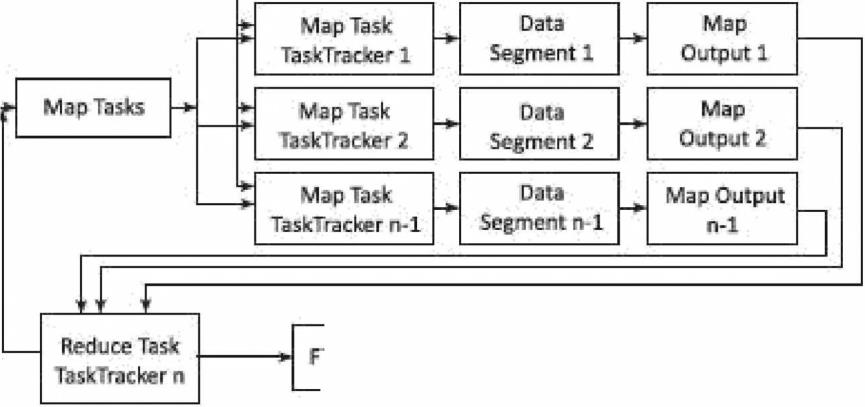 Map Task
TaskTracker 1
Data
Segment 1
Map
Output 1
Map Tasks
Map Task
TaskTracker 2
Data
Segment 2
Map
Output 2
Map Task
TaskTracker n-1
Data
Segment n-1
Map Output
n-1
Reduce Task
TaskTracker n